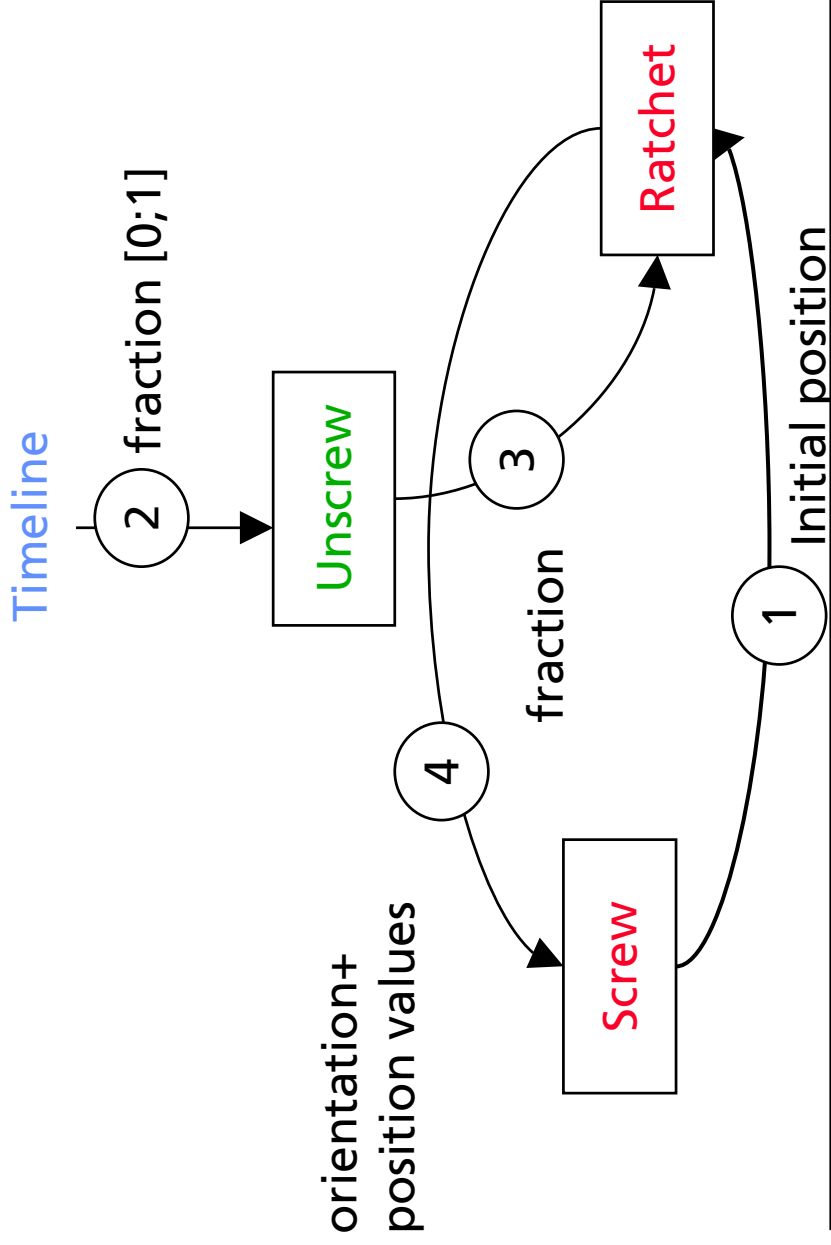 Timeline
2
fraction [0;1]
Unscrew
orientation+
position values
4
3
fraction
Screw
Ratchet
1
Initial position